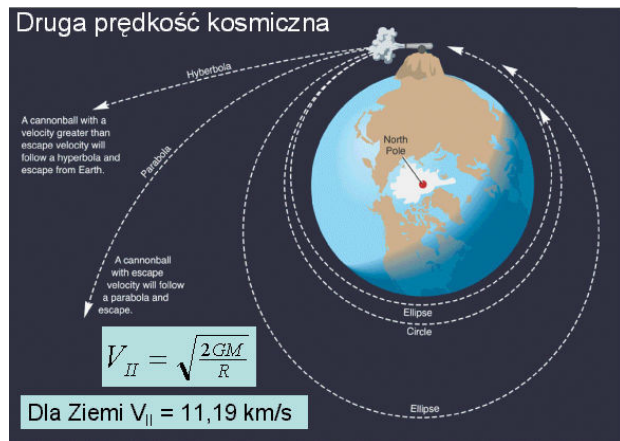 Druga prędkość kosmiczna
Hyberbola
A cannonball with a
velocity greater than
escape velocity will
follow a hyperbola and
escape from Earth.
Parabola
North
Pole
A cannonball
with escape
velocity will follow
a parabola and
escape.
Ellipse
Circle
V_II = √(2GM/R)
Dla Ziemi V_II = 11,19 km/s
Ellipse